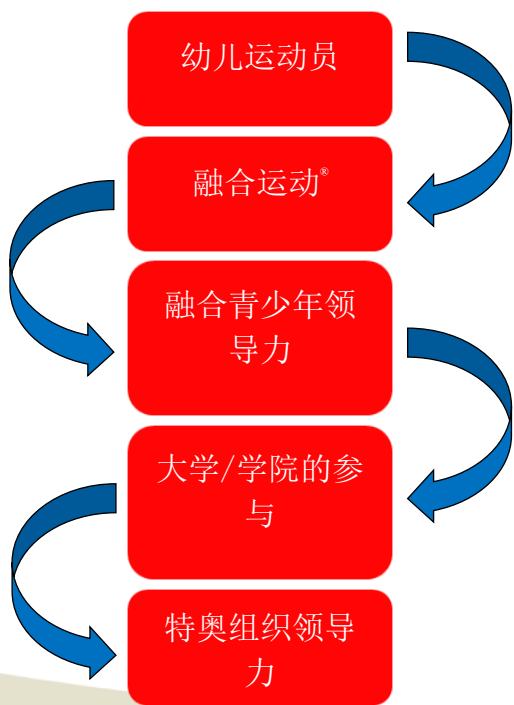 幼儿运动员
融合运动®
融合青少年领
导力
大学/学院的参
与
特奥组织领导
力